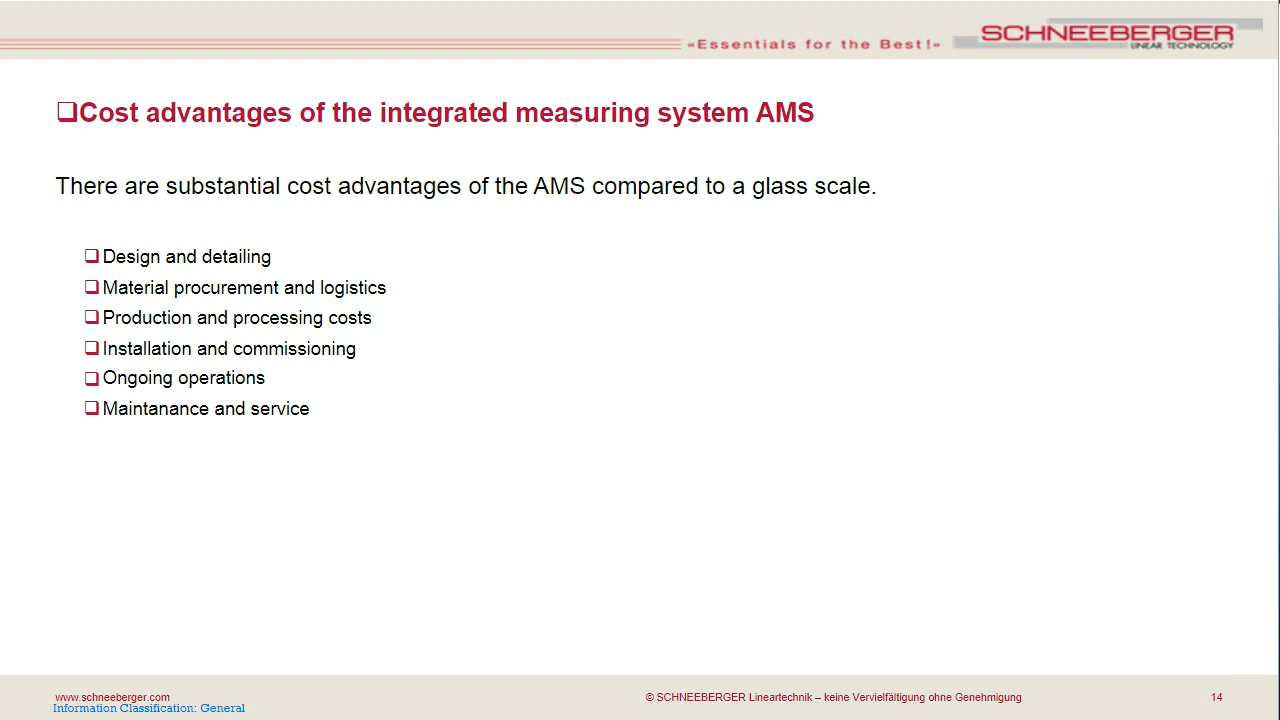 «Essentials for the Best!»
SCHNEEBERGER
LINEAR TECHNOLOGY
❑Cost advantages of the integrated measuring system AMS
There are substantial cost advantages of the AMS compared to a glass scale.
❑Design and detailing
❑Material procurement and logistics
❑Production and processing costs
❑Installation and commissioning
❑Ongoing operations
❑Maintanance and service
www.schneeberger.com
© SCHNEEBERGER Lineartechnik – keine Vervielfältigung ohne Genehmigung
14
Information Classification: General